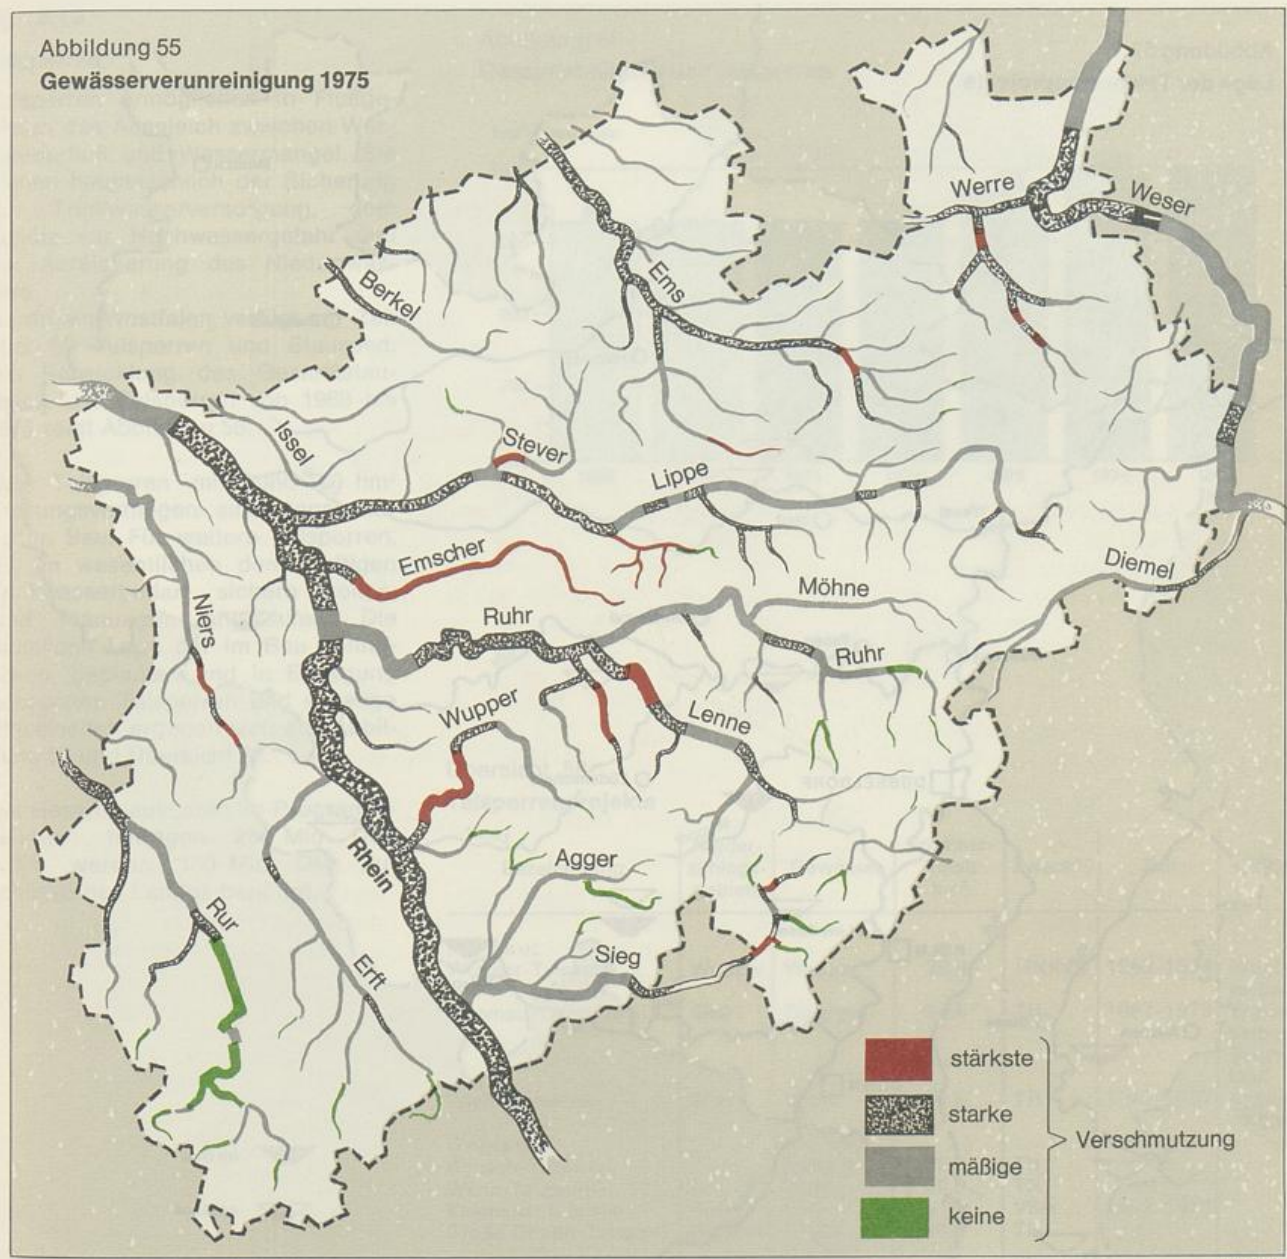 Abbildung 55
Gewässerverunreinigung 1975
Werre
Weser
Ems
Berkel
Issel
Stever
Lippe
Emscher
Diemel
Möhne
Niers
Ruhr
Ruhr
Wupper
Lenne
Rhein
Agger
Rur
Erft
Sieg
stärkste
starke
mäßige
keine
Verschmutzung